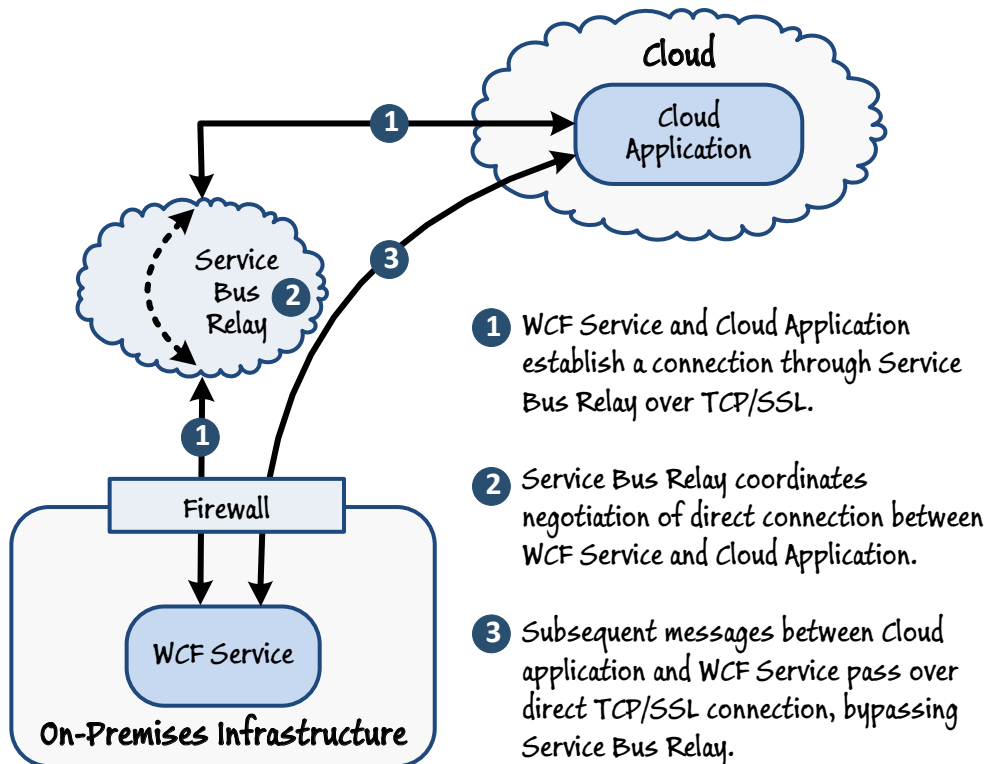 Cloud
Cloud
Application
1
3
Service
Bus
Relay
2
1
Firewall
WCF Service
On-Premises Infrastructure
1 WCF Service and Cloud Application
establish a connection through Service
Bus Relay over TCP/SSL.
2 Service Bus Relay coordinates
negotiation of direct connection between
WCF Service and Cloud Application.
3 Subsequent messages between Cloud
application and WCF Service pass over
direct TCP/SSL connection, bypassing
Service Bus Relay.